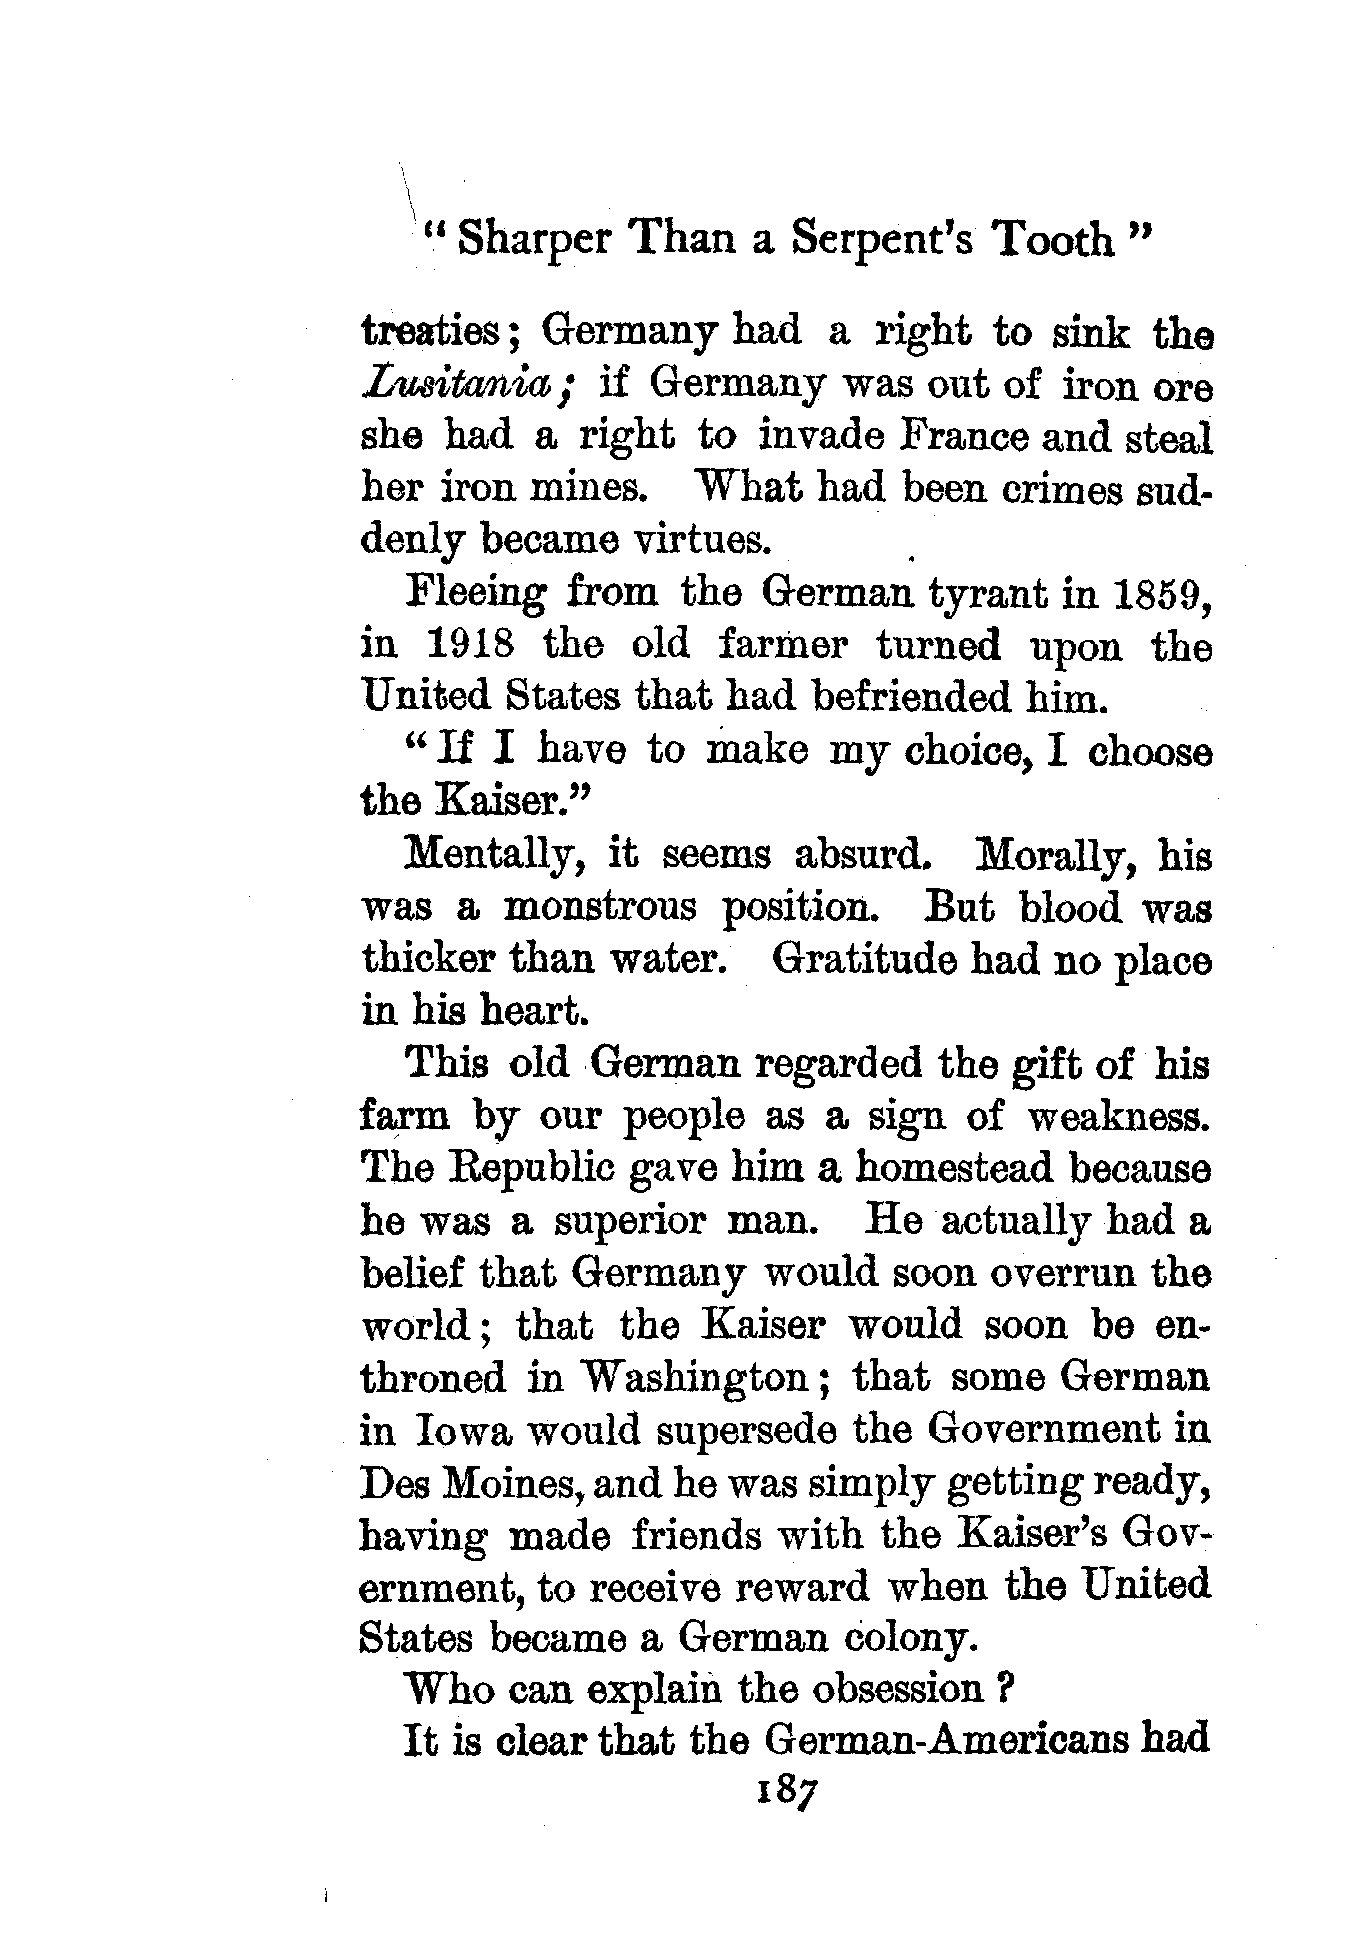 “ Sharper Than a Serpent's Tooth ”
treaties; Germany had a right to sink the
Lusitania; if Germany was out of iron ore
she had a right to invade France and steal
her iron mines. What had been crimes sud-
denly became virtues.
Fleeing from the German tyrant in 1859,
in 1918 the old farmer turned upon the
United States that had befriended him.
“ If I have to make my choice, I choose
the Kaiser.”
Mentally, it seems absurd. Morally, his
was a monstrous position. But blood was
thicker than water. Gratitude had no place
in his heart.
This old German regarded the gift of his
farm by our people as a sign of weakness.
The Republic gave him a homestead because
he was a superior man. He actually had a
belief that Germany would soon overrun the
world; that the Kaiser would soon be en-
throned in Washington; that some German
in Iowa would supersede the Government in
Des Moines, and he was simply getting ready,
having made friends with the Kaiser's Gov-
ernment, to receive reward when the United
States became a German colony.
Who can explain the obsession ?
It is clear that the German-Americans had
187